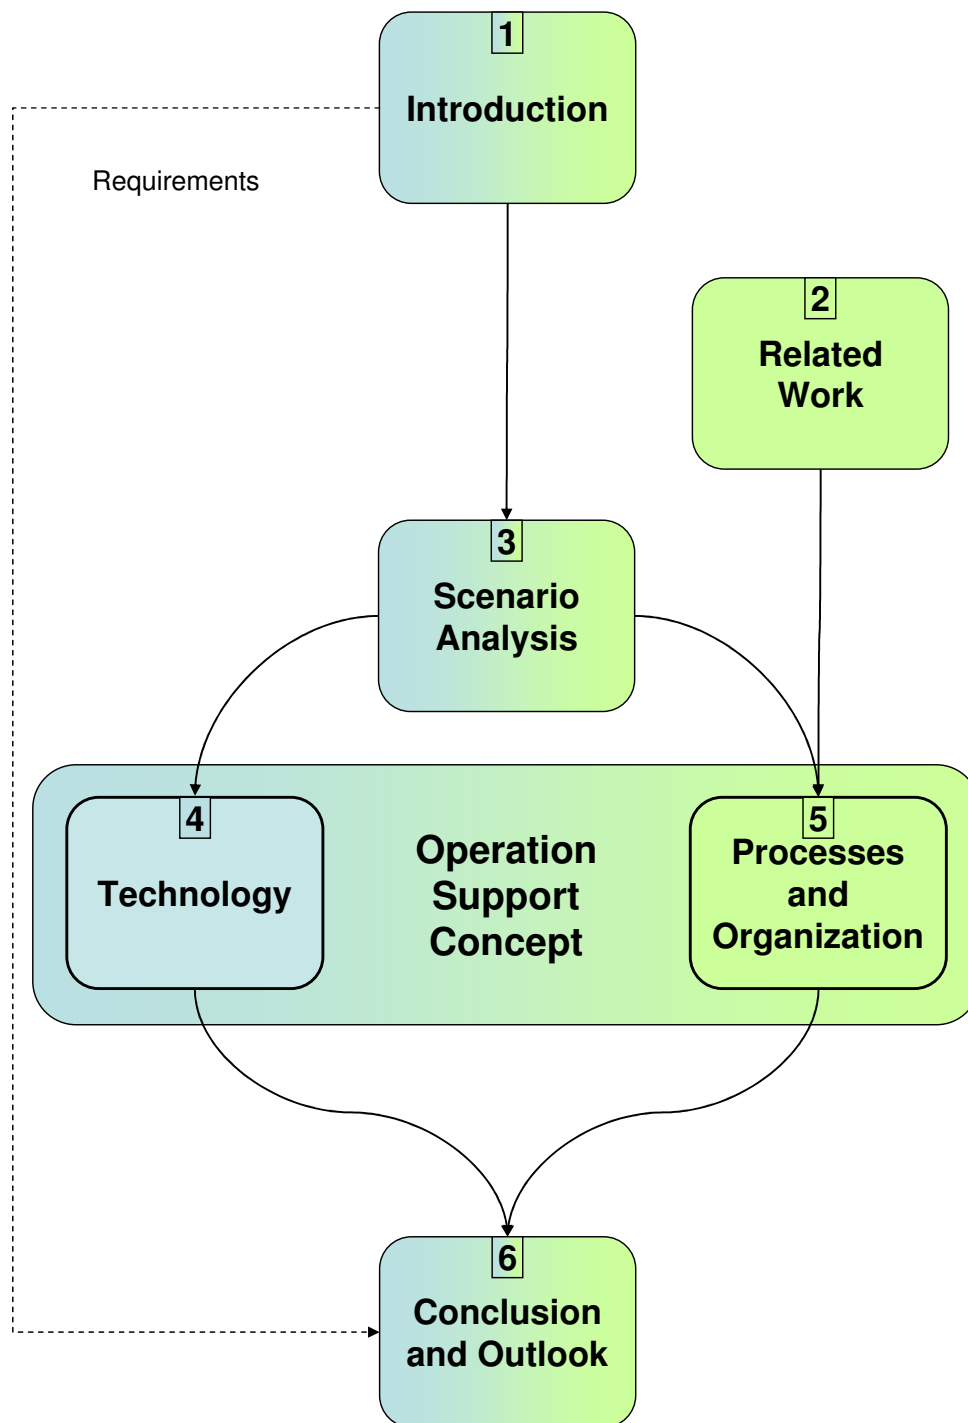 1
Introduction
Requirements
2
Related
Work
3
Scenario
Analysis
4
Technology
Operation
Support
Concept
5
Processes
and
Organization
6
Conclusion
and Outlook